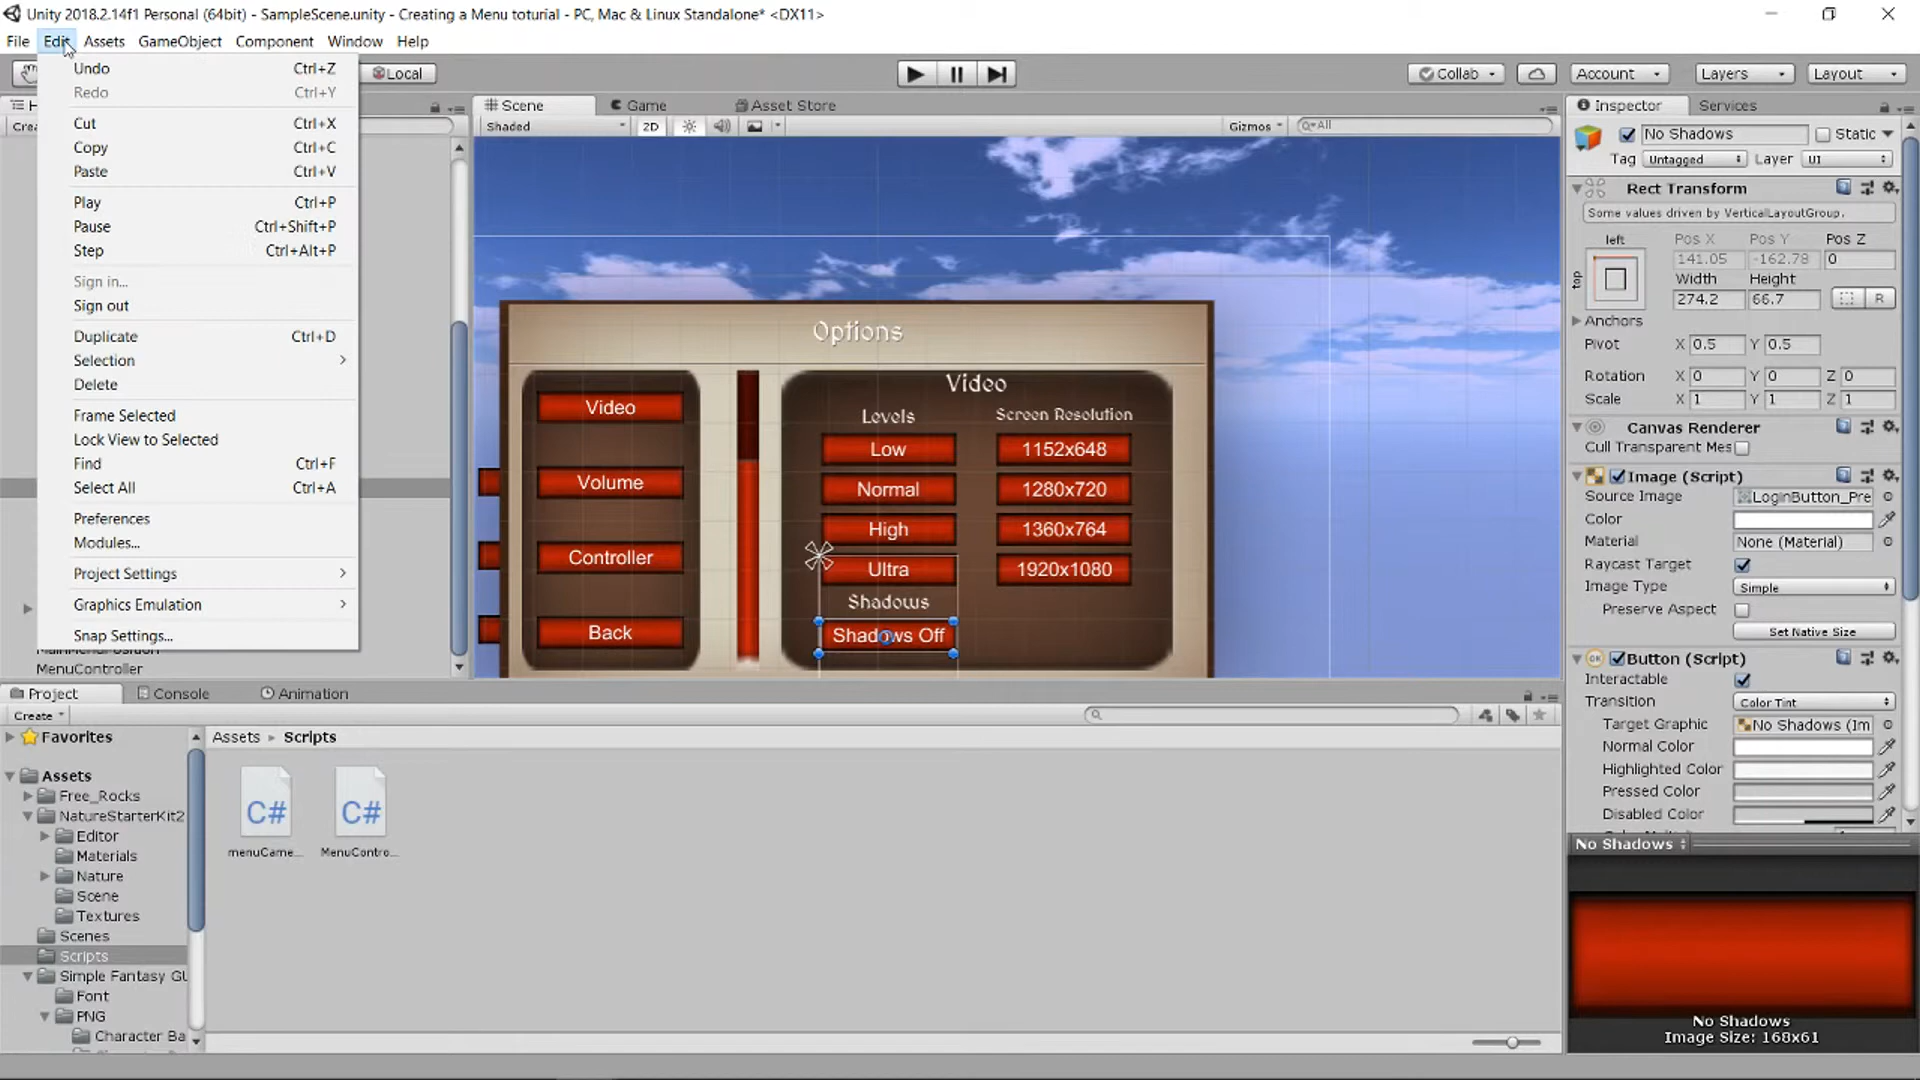 Unity 2018.2.14f1 Personal (64bit) - SampleScene.unity - Creating a Menu toturial - PC, Mac & Linux Standalone* <DX11>
File Edit Assets GameObject Component Window Help
Local
Collab
Account
Layers
Layout
Undo Ctrl+Z
Redo Ctrl+Y
Cut Ctrl+X
Copy Ctrl+C
Paste Ctrl+V
Play Ctrl+P
Pause Ctrl+Shift+P
Step Ctrl+Alt+P
Sign in...
Sign out
Duplicate Ctrl+D
Selection
Delete
Frame Selected
Lock View to Selected
Find Ctrl+F
Select All Ctrl+A
Preferences
Modules...
Project Settings
Graphics Emulation
Snap Settings...
MenuController
Scene Game Asset Store
Shaded 2D Gizmos All
Options
Video
Volume
Controller
Back
Video
Levels
Low
Normal
High
Ultra
Shadows
Shadows Off
Screen Resolution
1152x648
1280x720
1360x764
1920x1080
Inspector Services
No Shadows Static
Tag Untagged Layer UI
Rect Transform
Some values driven by VerticalLayoutGroup.
left Pos X Pos Y Pos Z
top 141.05 -162.78 0
Width Height
274.2 66.7 R
Anchors
Pivot X 0.5 Y 0.5
Rotation X 0 Y 0 Z 0
Scale X 1 Y 1 Z 1
Canvas Renderer
Cull Transparent Mes
Image (Script)
Source Image LoginButton_Pre
Color
Material None (Material)
Raycast Target
Image Type Simple
Preserve Aspect
Set Native Size
Button (Script)
Interactable
Transition Color Tint
Target Graphic No Shadows (Im
Normal Color
Highlighted Color
Pressed Color
Disabled Color
No Shadows
No Shadows
Image Size: 168x61
Project Console Animation
Create
Favorites
Assets
Free_Rocks
NatureStarterKit2
Editor
Materials
Nature
Scene
Textures
Scenes
Scripts
Simple Fantasy GU
Font
PNG
Character Ba
Assets Scripts
C# C#
menuCame... MenuContro...